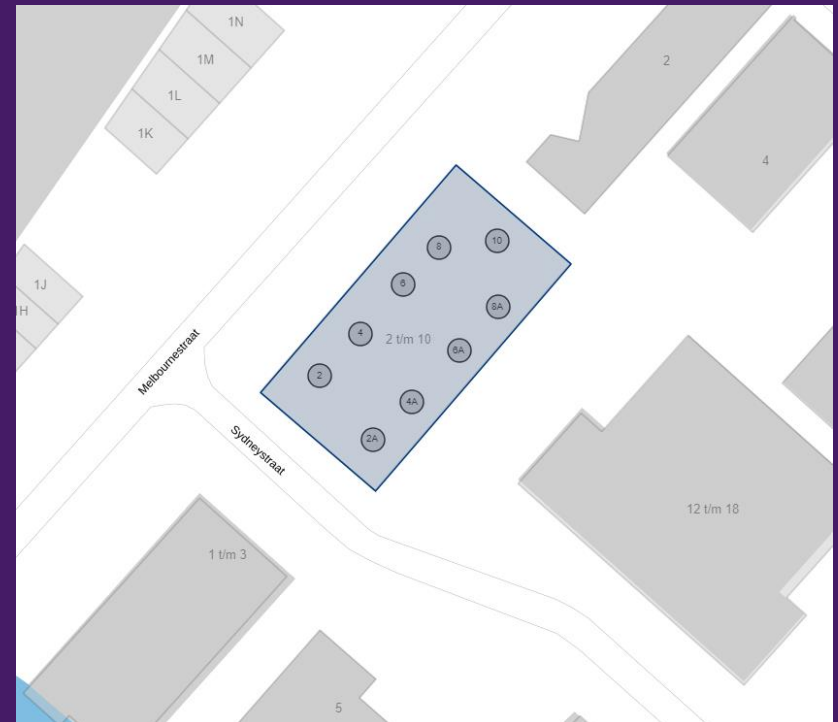 1N
1M
2
1L
1K
4
8
10
1J
6
1H
8A
4
2 t/m 10
6A
Melbournestraat
2
4A
2A
Sydneystraat
12 t/m 18
1 t/m 3
5